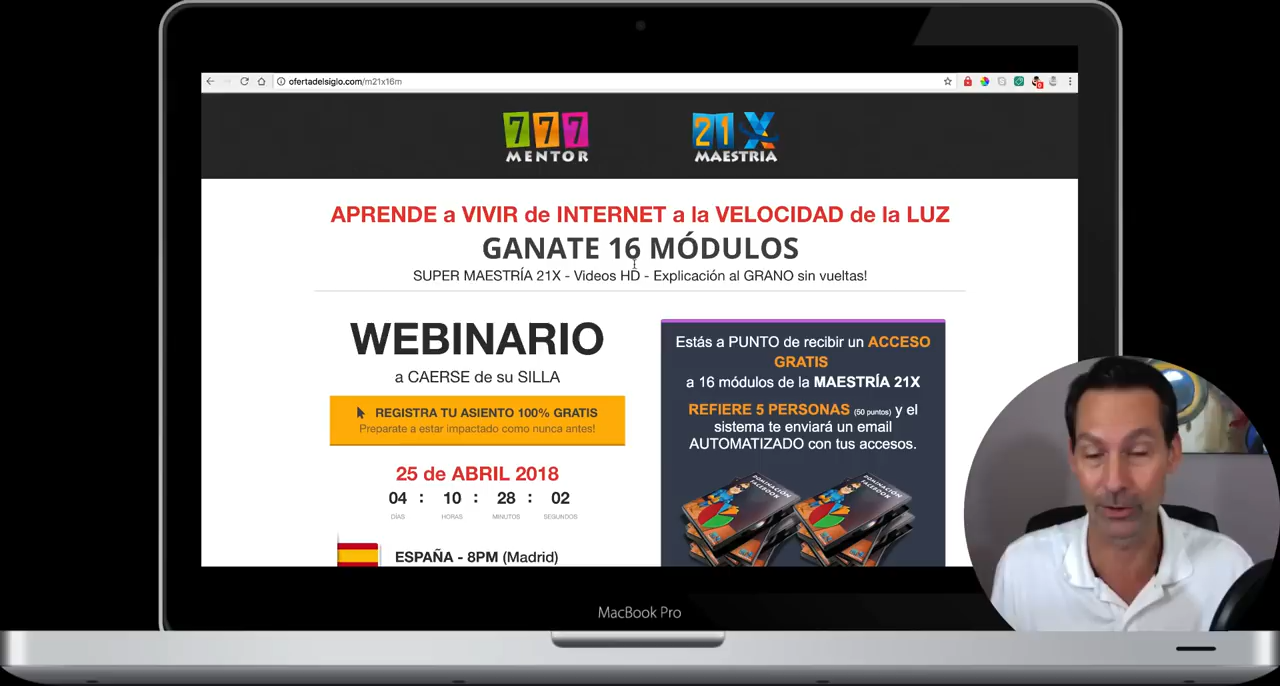 ofertadelsiglo.com/m21x16m
777
MENTOR
21X
MAESTRIA
APRENDE a VIVIR de INTERNET a la VELOCIDAD de la LUZ
GANATE 16 MÓDULOS
SUPER MAESTRÍA 21X - Videos HD - Explicación al GRANO sin vueltas!
WEBINARIO
a CAERSE de su SILLA
REGISTRA TU ASIENTO 100% GRATIS
Preparate a estar impactado como nunca antes!
25 de ABRIL 2018
04 : 10 : 28 : 02
DÍAS HORAS MINUTOS SEGUNDOS
ESPAÑA - 8PM (Madrid)
Estás a PUNTO de recibir un ACCESO
GRATIS
a 16 módulos de la MAESTRÍA 21X
REFIERE 5 PERSONAS (50 puntos) y el
sistema te enviará un email
AUTOMATIZADO con tus accesos.
DOMINACIÓN
FACEBOOK
DOMINACIÓN
FACEBOOK
MacBook Pro